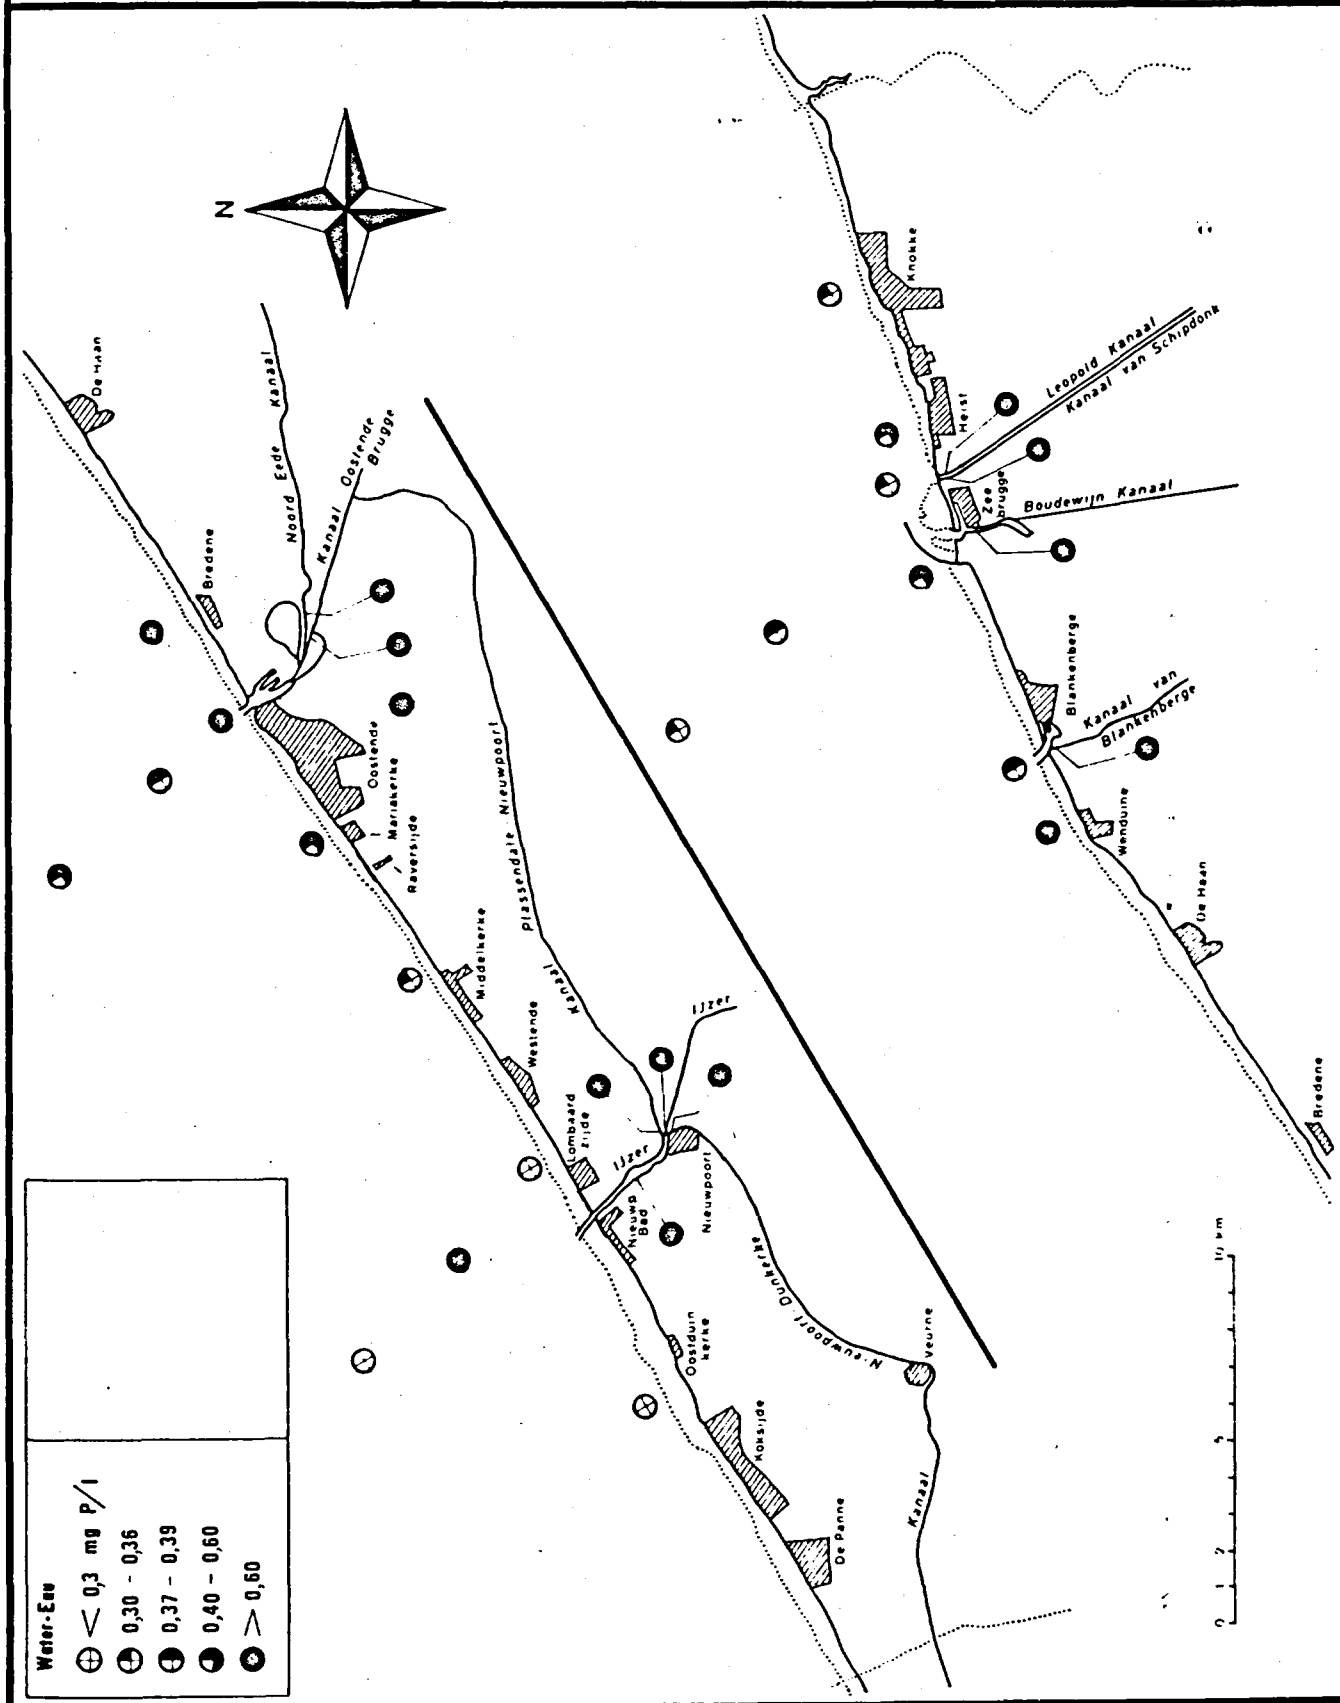 Water-Eau
< 0,3 mg P/l
0,30 - 0,36
0,37 - 0,39
0,40 - 0,60
> 0,60
N
De Haan
Bredene
Noord Eede Kanaal
Kanaal Oostende
Brugge
Oostende
Mariakerke
Raversijde
Middelkerke
Westende
Lombaard
zijde
Kanaal Plassendale Nieuwpoort
IJzer
IJzer
Nieuwp
Bad
Nieuwpoort
Oostduin
kerke
Koksijde
De Panne
Kanaal Nieuwpoort Dunkerke
Veurne
Knokke
Heist
Leopold Kanaal
Kanaal van Schipdonk
Zee
brugge
Boudewijn Kanaal
Blankenberge
Kanaal van
Blankenberge
Wenduine
De Haan
Bredene
0 1 2 5 10 km